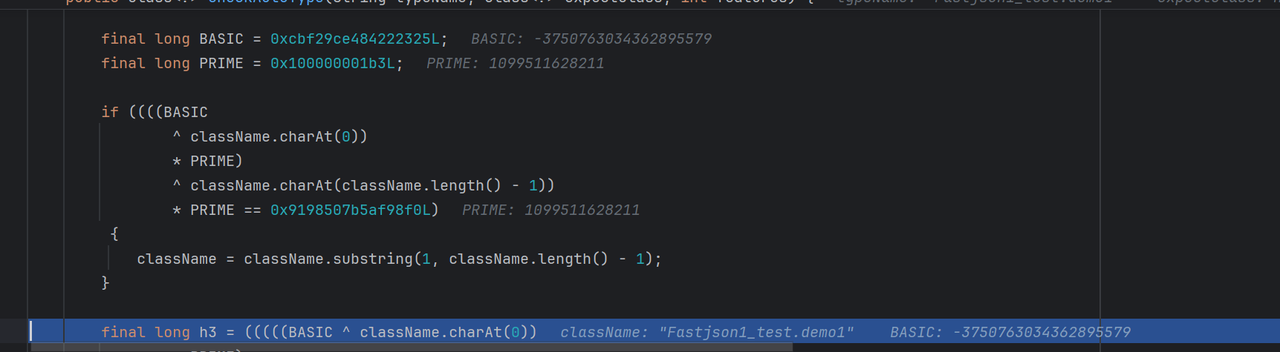 final long BASIC = 0xcbf29ce484222325L; BASIC: -3750763034362895579
final long PRIME = 0x100000001b3L; PRIME: 1099511628211
if ((((BASIC
^ className.charAt(0))
* PRIME)
^ className.charAt(className.length() - 1))
* PRIME == 0x9198507b5af98f0L) PRIME: 1099511628211
{
className = className.substring(1, className.length() - 1);
}
final long h3 = (((((BASIC ^ className.charAt(0)) className: "Fastjson1_test.demo1" BASIC: -3750763034362895579